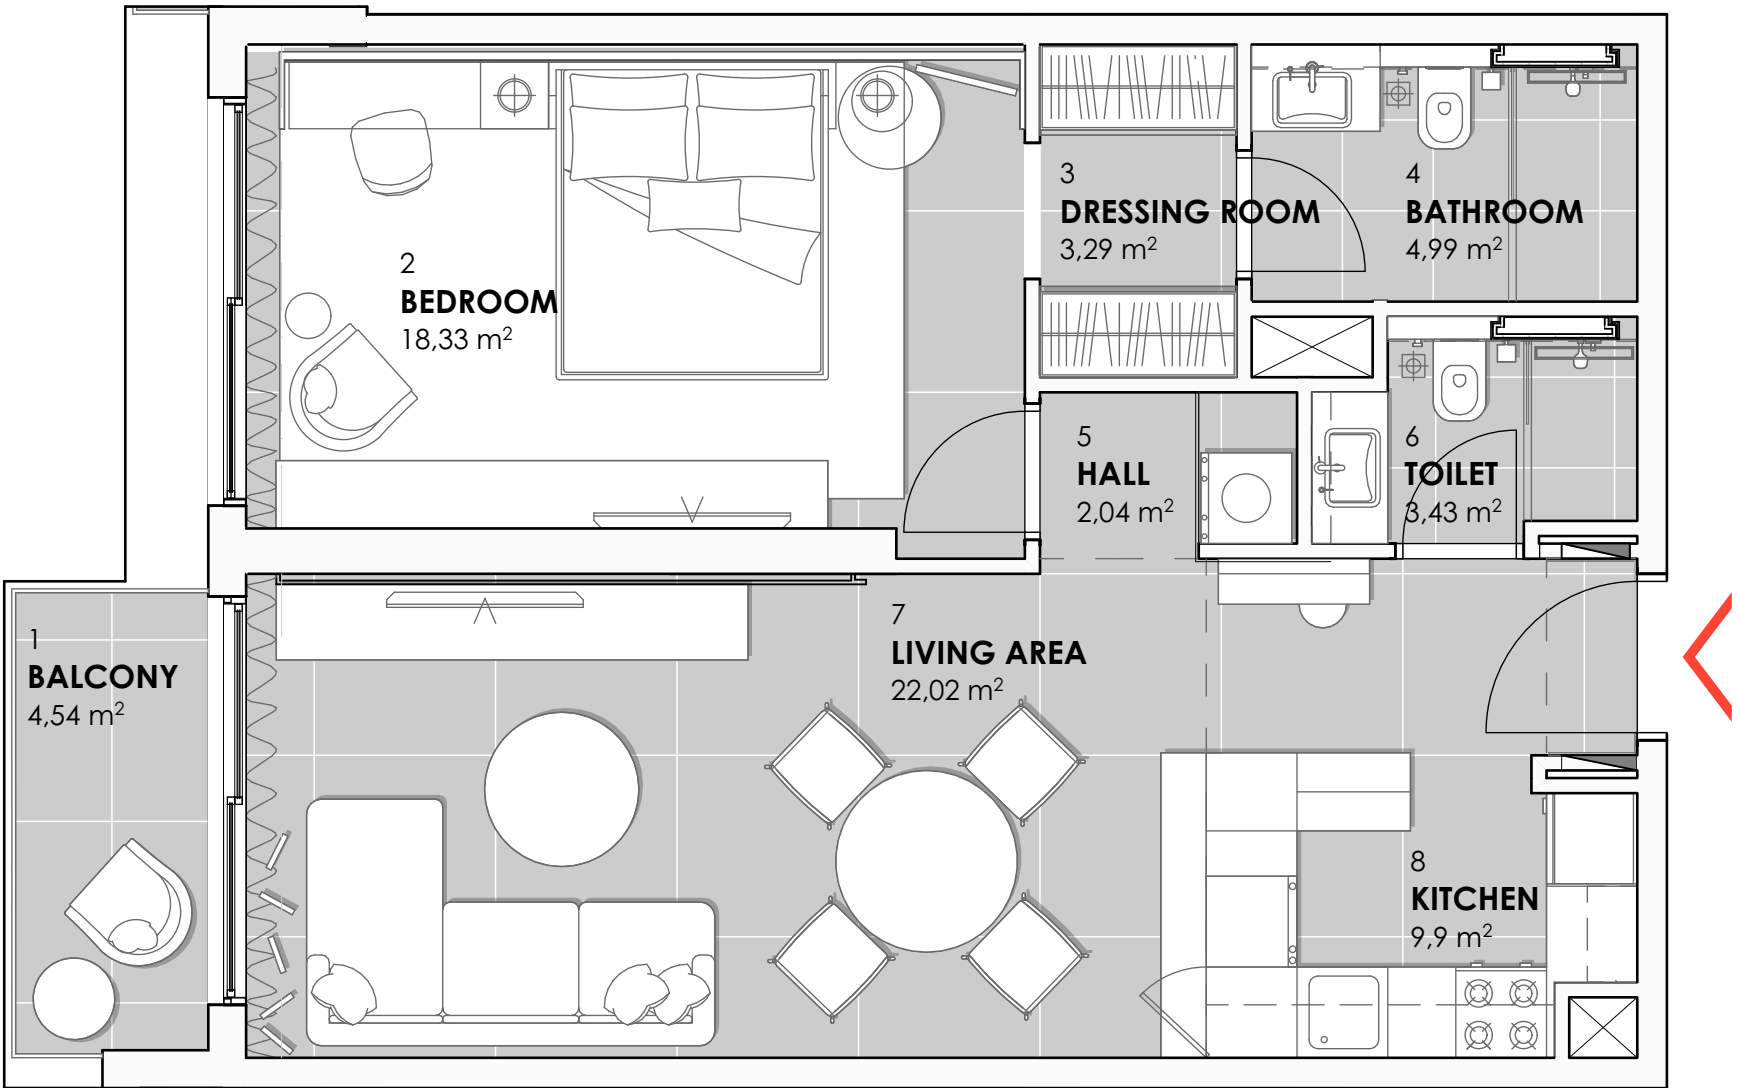 1
BALCONY
4,54 m²
2
BEDROOM
18,33 m²
3
DRESSING ROOM
3,29 m²
4
BATHROOM
4,99 m²
5
HALL
2,04 m²
6
TOILET
3,43 m²
7
LIVING AREA
22,02 m²
8
KITCHEN
9,9 m²